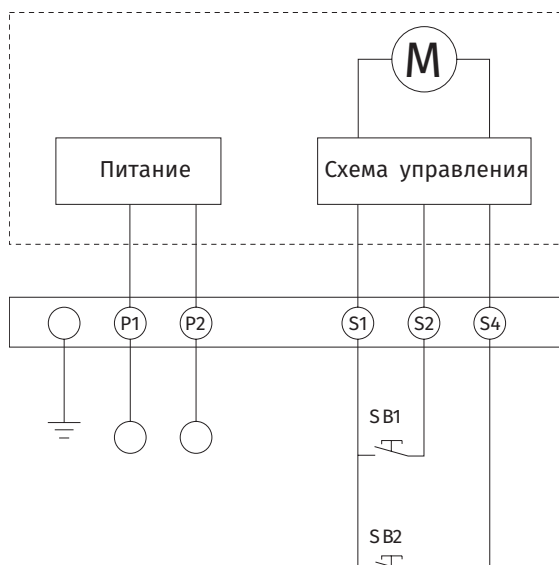 M
Питание
Схема управления
P1
P2
S1
S2
S4
SB1
SB2